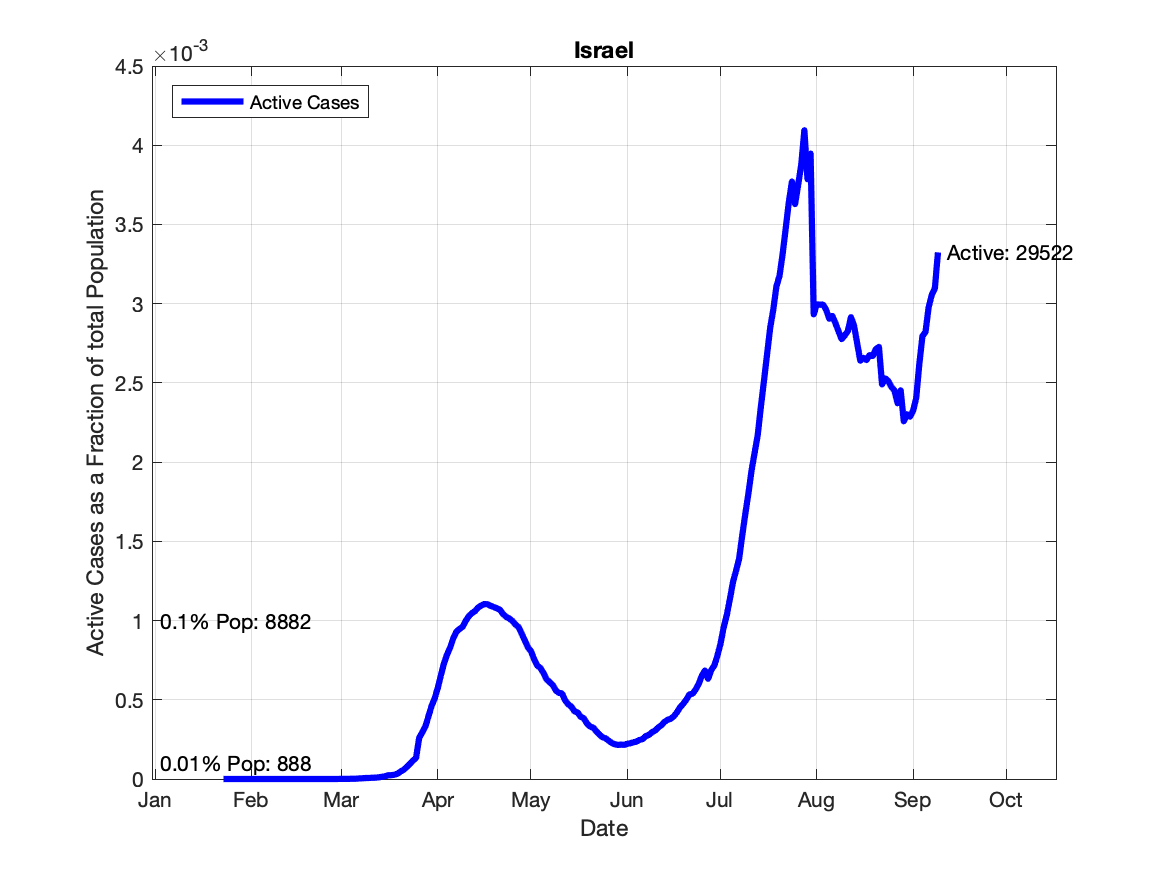 Israel
×10-3
4.5
4
3.5
3
2.5
2
1.5
1
0.5
0
Active Cases
Active: 29522
0.1% Pop: 8882
0.01% Pop: 888
Active Cases as a Fraction of total Population
Jan Feb Mar Apr May Jun Jul Aug Sep Oct
Date